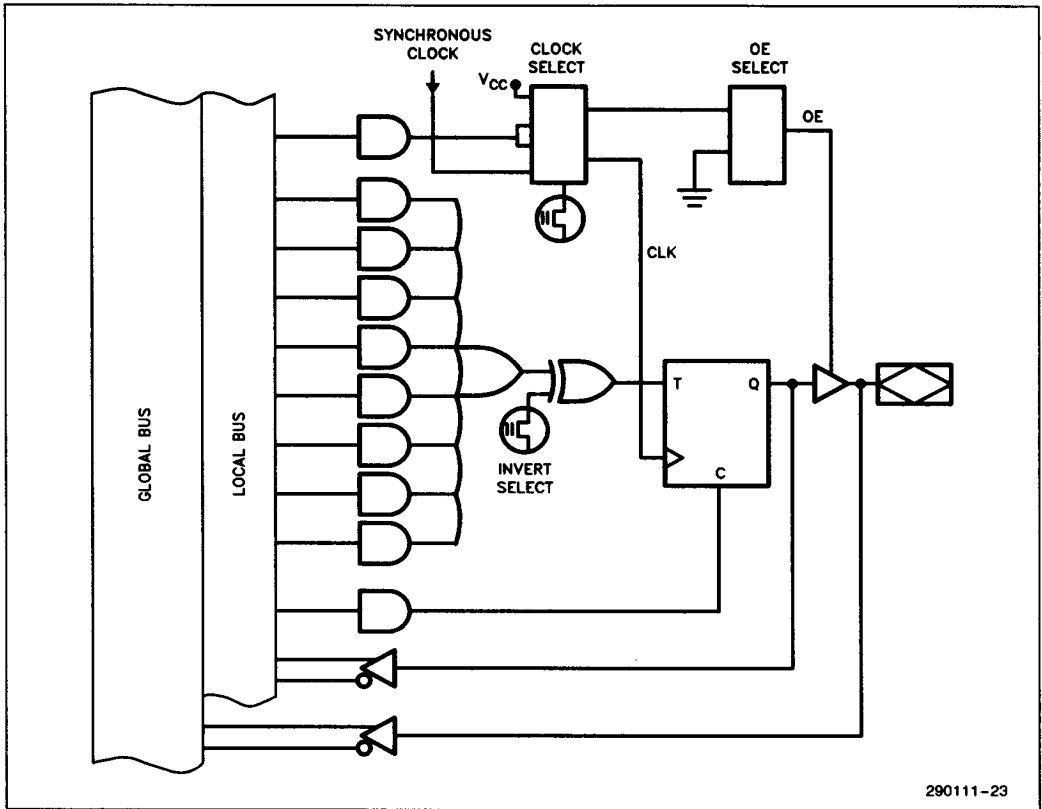 SYNCHRONOUS
CLOCK
CLOCK
SELECT
OE
SELECT
VCC
OE
CLK
GLOBAL BUS
LOCAL BUS
T
Q
C
INVERT
SELECT
290111-23